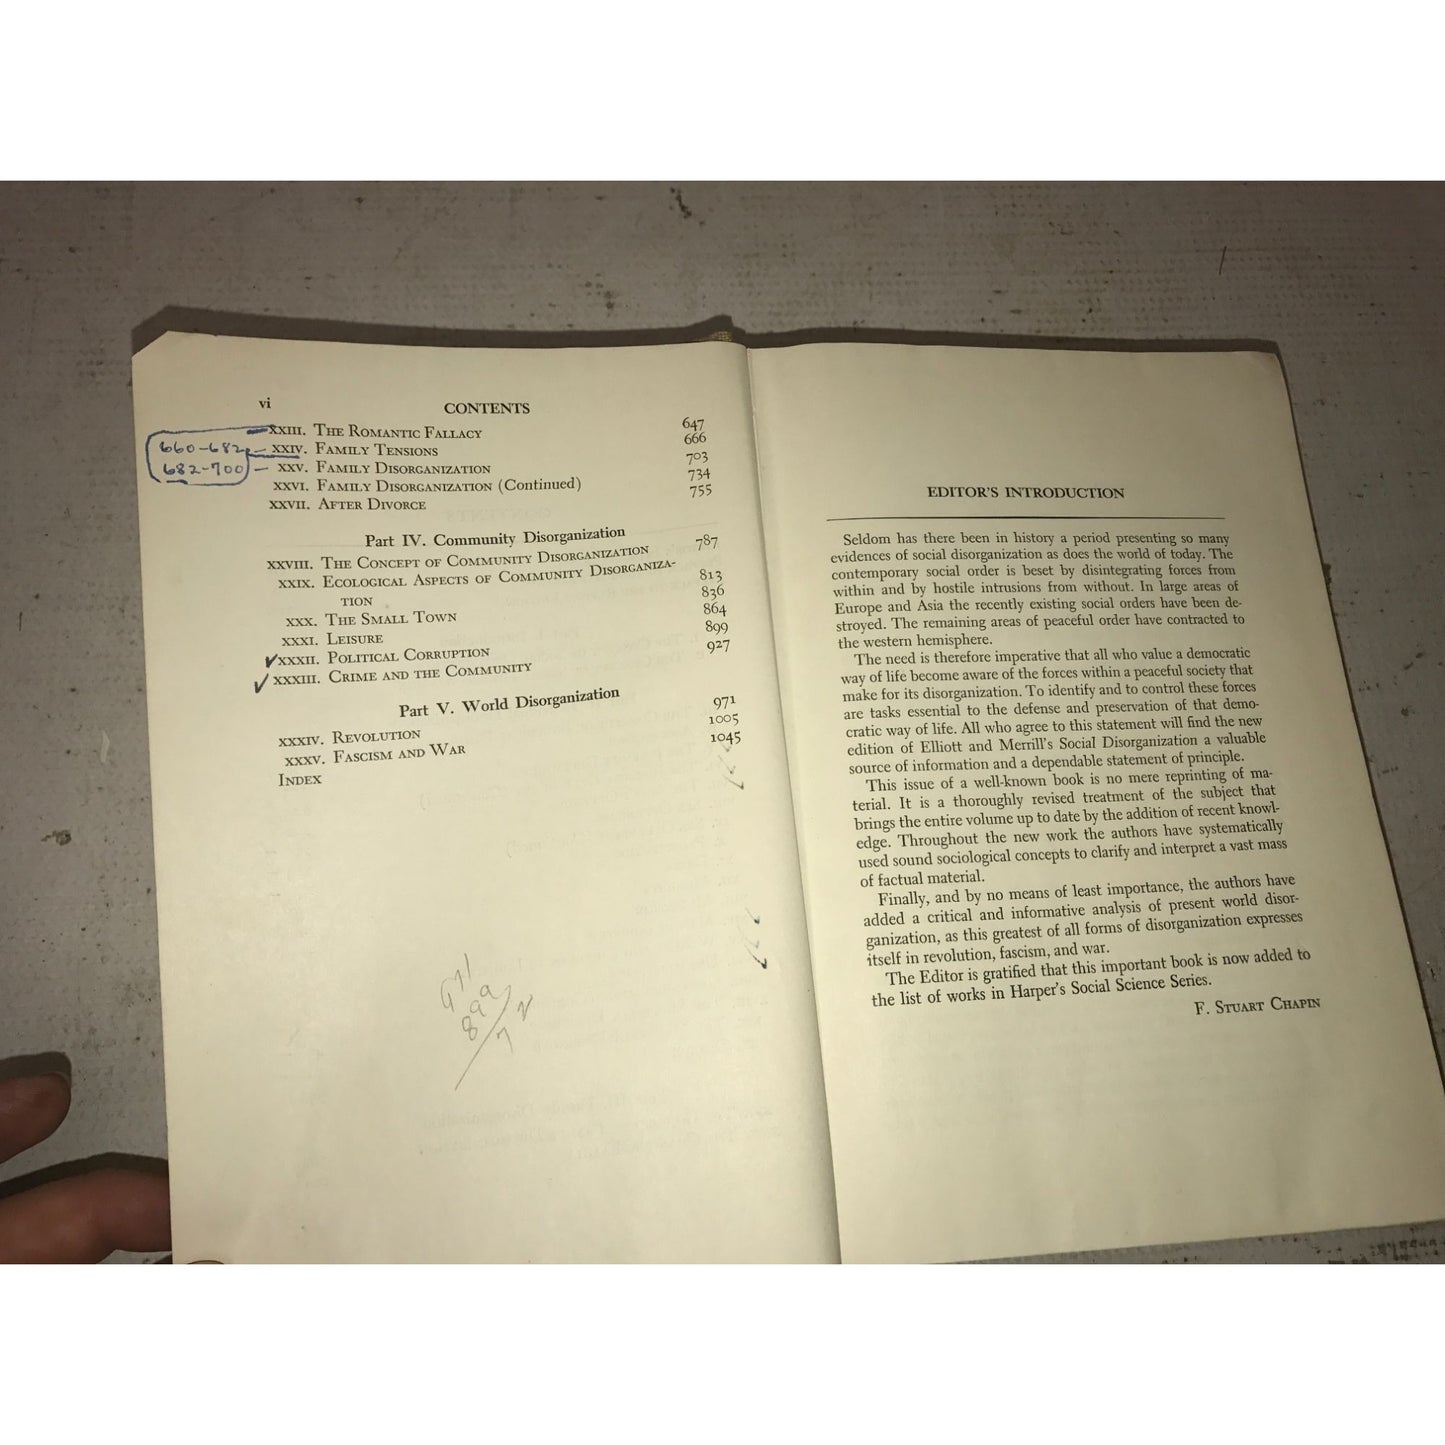 vi
CONTENTS
XXIII. THE ROMANTIC FALLACY 647
660-682 XXIV. FAMILY TENSIONS 666
682-700 XXV. FAMILY DISORGANIZATION 703
XXVI. FAMILY DISORGANIZATION (Continued) 734
XXVII. AFTER DIVORCE 755
Part IV. Community Disorganization
XXVIII. THE CONCEPT OF COMMUNITY DISORGANIZATION 787
XXIX. ECOLOGICAL ASPECTS OF COMMUNITY DISORGANIZA-
TION 813
XXX. THE SMALL TOWN 836
XXXI. LEISURE 864
XXXII. POLITICAL CORRUPTION 899
XXXIII. CRIME AND THE COMMUNITY 927
Part V. World Disorganization
XXXIV. REVOLUTION 971
XXXV. FASCISM AND WAR 1005
INDEX 1045
971
899
72
EDITOR'S INTRODUCTION
Seldom has there been in history a period presenting so many
evidences of social disorganization as does the world of today. The
contemporary social order is beset by disintegrating forces from
within and by hostile intrusions from without. In large areas of
Europe and Asia the recently existing social orders have been de-
stroyed. The remaining areas of peaceful order have contracted to
the western hemisphere.
The need is therefore imperative that all who value a democratic
way of life become aware of the forces within a peaceful society that
make for its disorganization. To identify and to control these forces
are tasks essential to the defense and preservation of that demo-
cratic way of life. All who agree to this statement will find the new
edition of Elliott and Merrill's Social Disorganization a valuable
source of information and a dependable statement of principle.
This issue of a well-known book is no mere reprinting of ma-
terial. It is a thoroughly revised treatment of the subject that
brings the entire volume up to date by the addition of recent knowl-
edge. Throughout the new work the authors have systematically
used sound sociological concepts to clarify and interpret a vast mass
of factual material.
Finally, and by no means of least importance, the authors have
added a critical and informative analysis of present world disor-
ganization, as this greatest of all forms of disorganization expresses
itself in revolution, fascism, and war.
The Editor is gratified that this important book is now added to
the list of works in Harper's Social Science Series.
F. STUART CHAPIN